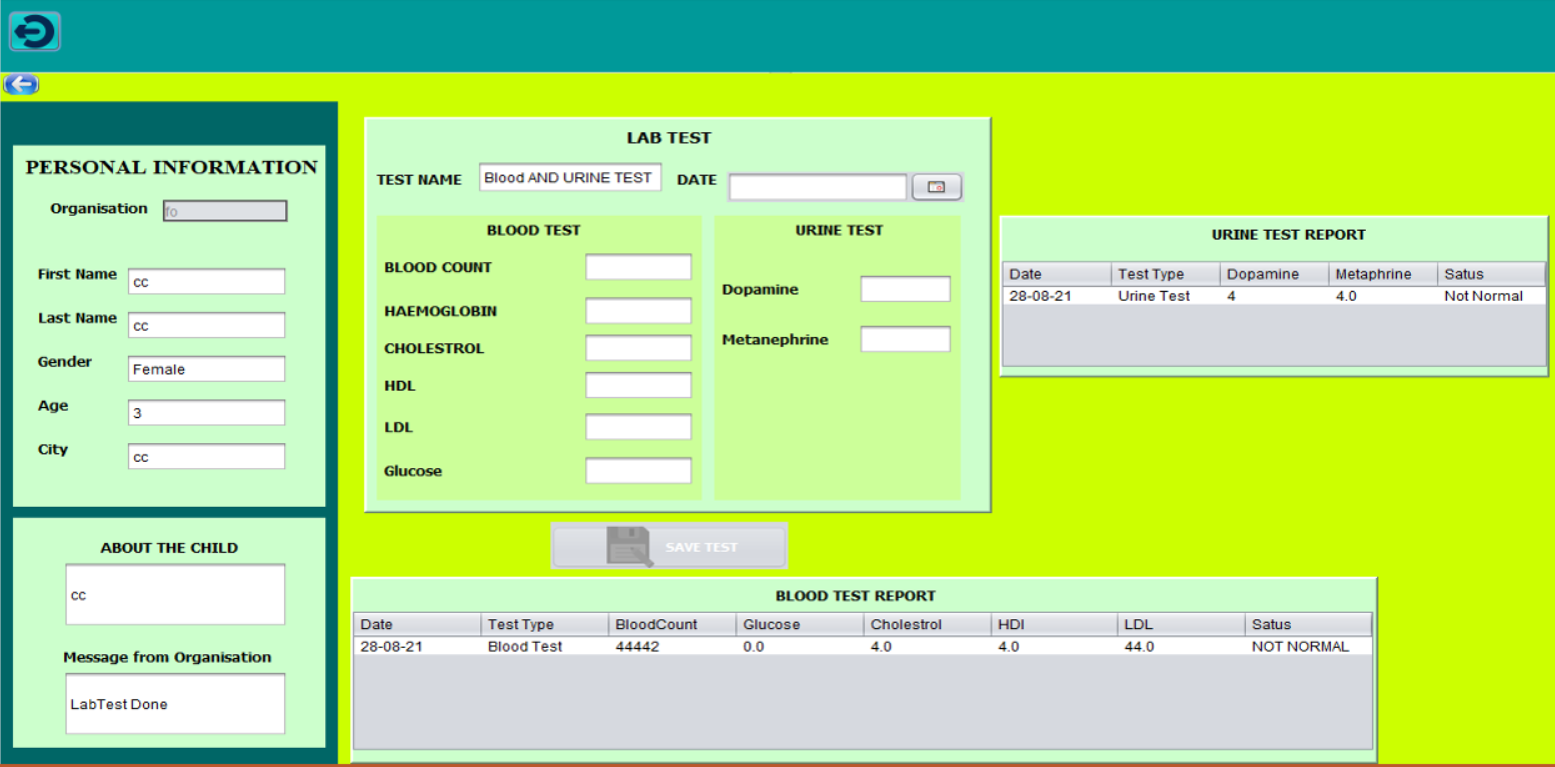 PERSONAL INFORMATION
Organisation fo
First Name cc
Last Name cc
Gender Female
Age 3
City cc
ABOUT THE CHILD
cc
Message from Organisation
LabTest Done
LAB TEST
TEST NAME Blood AND URINE TEST DATE
BLOOD TEST
BLOOD COUNT
HAEMOGLOBIN
CHOLESTROL
HDL
LDL
Glucose
URINE TEST
Dopamine
Metanephrine
SAVE TEST
URINE TEST REPORT
Date Test Type Dopamine Metaphrine Satus
28-08-21 Urine Test 4 4.0 Not Normal
BLOOD TEST REPORT
Date Test Type BloodCount Glucose Cholestrol HDI LDL Satus
28-08-21 Blood Test 44442 0.0 4.0 4.0 44.0 NOT NORMAL